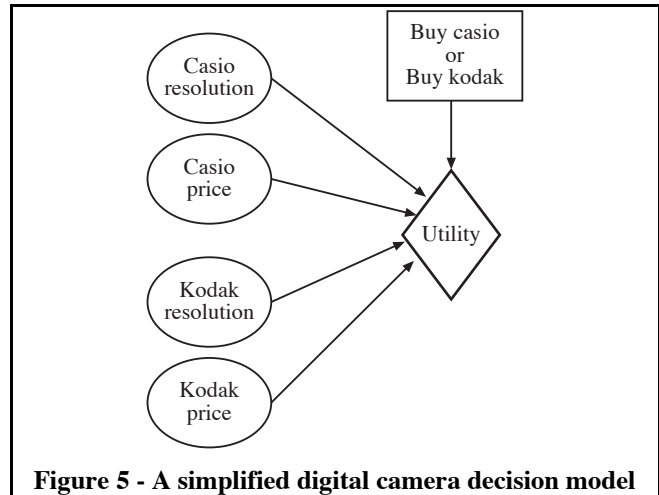 Casio
resolution
Buy casio
or
Buy kodak
Casio
price
Utility
Kodak
resolution
Kodak
price
Figure 5 - A simplified digital camera decision model